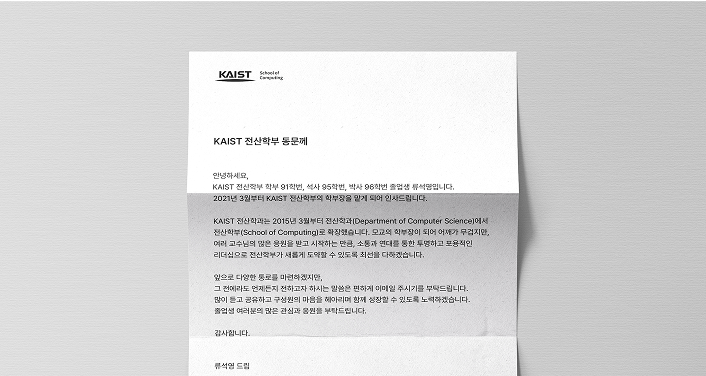 KAIST
School of
Computing
KAIST 전산학부 동문께
안녕하세요,
KAIST 전산학부 학부 91학번, 석사 95학번, 박사 96학번 졸업생 류석영입니다.
2021년 3월부터 KAIST 전산학부의 학부장을 맡게 되어 인사드립니다.
KAIST 전산학과는 2015년 3월부터 전산학과(Department of Computer Science)에서
전산학부(School of Computing)로 확장했습니다. 모교의 학부장이 되어 어깨가 무겁지만,
여러 교수님의 많은 응원을 받고 시작하는 만큼, 소통과 연대를 통한 투명하고 포용적인
리더십으로 전산학부가 새롭게 도약할 수 있도록 최선을 다하겠습니다.
앞으로 다양한 통로를 마련하겠지만,
그 전에라도 언제든지 전하고자 하시는 말씀은 편하게 이메일 주시기를 부탁드립니다.
많이 듣고 공유하고 구성원의 마음을 헤아리며 함께 성장할 수 있도록 노력하겠습니다.
졸업생 여러분의 많은 관심과 응원을 부탁드립니다.
감사합니다.
류석영 드림